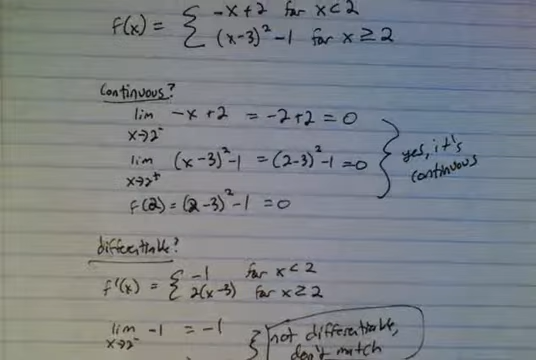 f(x) = { -x+2 for x<2
(x-3)²-1 for x≥2
Continuous?
lim -x+2 = -2+2=0
x→2⁻
lim (x-3)²-1 = (2-3)²-1=0
x→2⁺
f(2)=(2-3)²-1=0
yes, it's
continuous
differentiable?
f'(x) = { -1 for x<2
2(x-3) for x≥2
lim -1 = -1
x→2⁻
not differentiable,
don't match